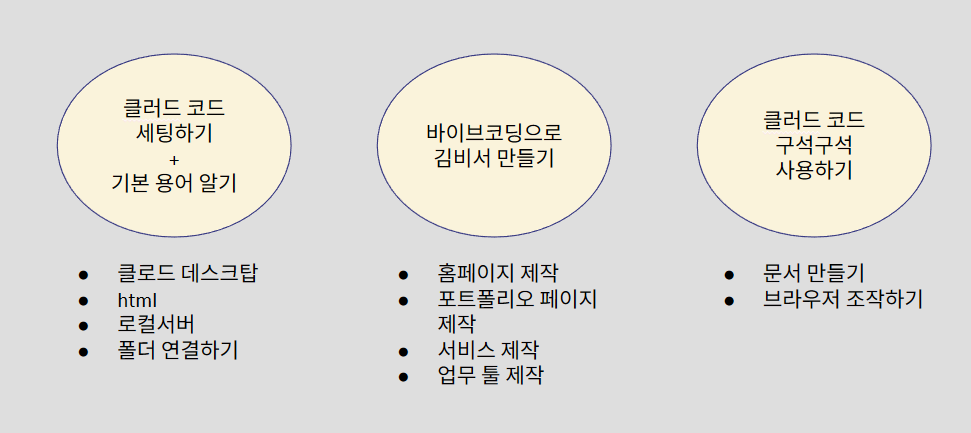 클러드 코드
세팅하기
+
기본 용어 알기
바이브코딩으로
김비서 만들기
클러드 코드
구석구석
사용하기
● 클로드 데스크탑
● html
● 로컬서버
● 폴더 연결하기
● 홈페이지 제작
● 포트폴리오 페이지
제작
● 서비스 제작
● 업무 툴 제작
● 문서 만들기
● 브라우저 조작하기